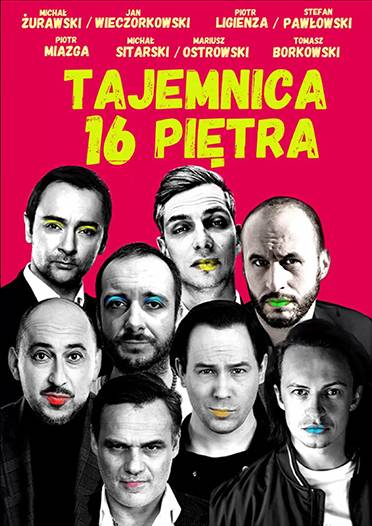 MICHAŁ JAN PIOTR STEFAN
ŻURAWSKI / WIECZORKOWSKI LIGIENZA / PAWŁOWSKI
PIOTR MICHAŁ MARIUSZ TOMASZ
MIAZGA SITARSKI / OSTROWSKI BORKOWSKI
TAJEMNICA
16 PIĘTRA